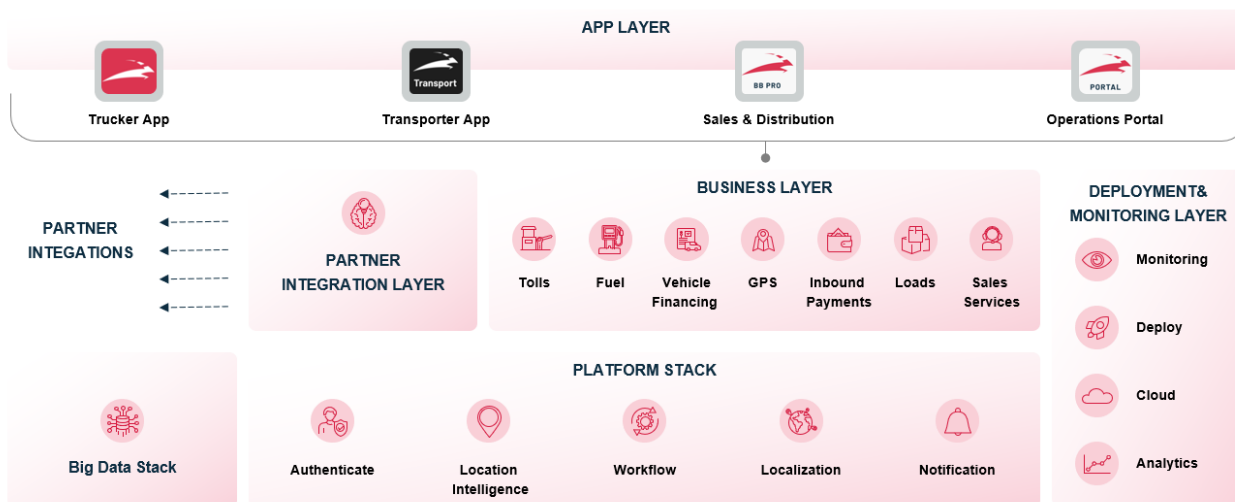 APP LAYER
Transport
BB PRO
PORTAL
Trucker App
Transporter App
Sales & Distribution
Operations Portal
PARTNER
INTEGATIONS
PARTNER
INTEGRATION LAYER
BUSINESS LAYER
Tolls
Fuel
Vehicle
Financing
GPS
Inbound
Payments
Loads
Sales
Services
DEPLOYMENT&
MONITORING LAYER
Monitoring
Deploy
Cloud
Analytics
Big Data Stack
PLATFORM STACK
Authenticate
Location
Intelligence
Workflow
Localization
Notification